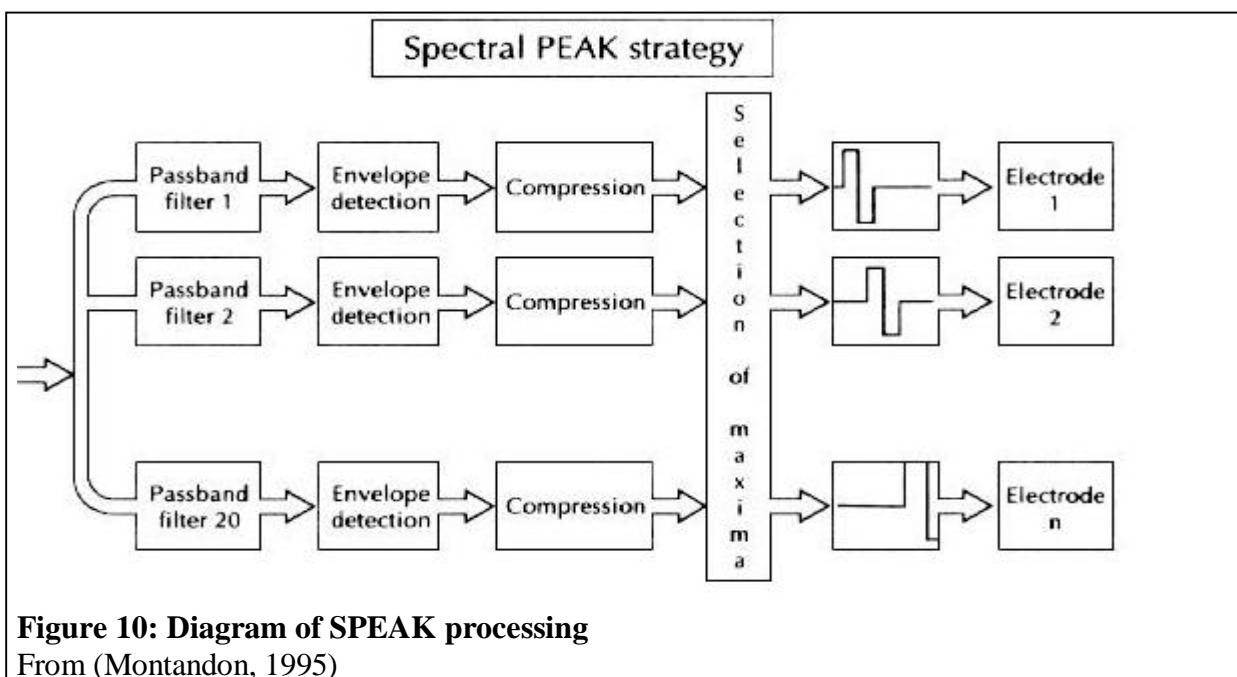 Spectral PEAK strategy
Passband
filter 1
Envelope
detection
Compression
Electrode
1
Passband
filter 2
Envelope
detection
Compression
Electrode
2
Passband
filter 20
Envelope
detection
Compression
Electrode
n
Selection of maxima
Figure 10: Diagram of SPEAK processing
From (Montandon, 1995)